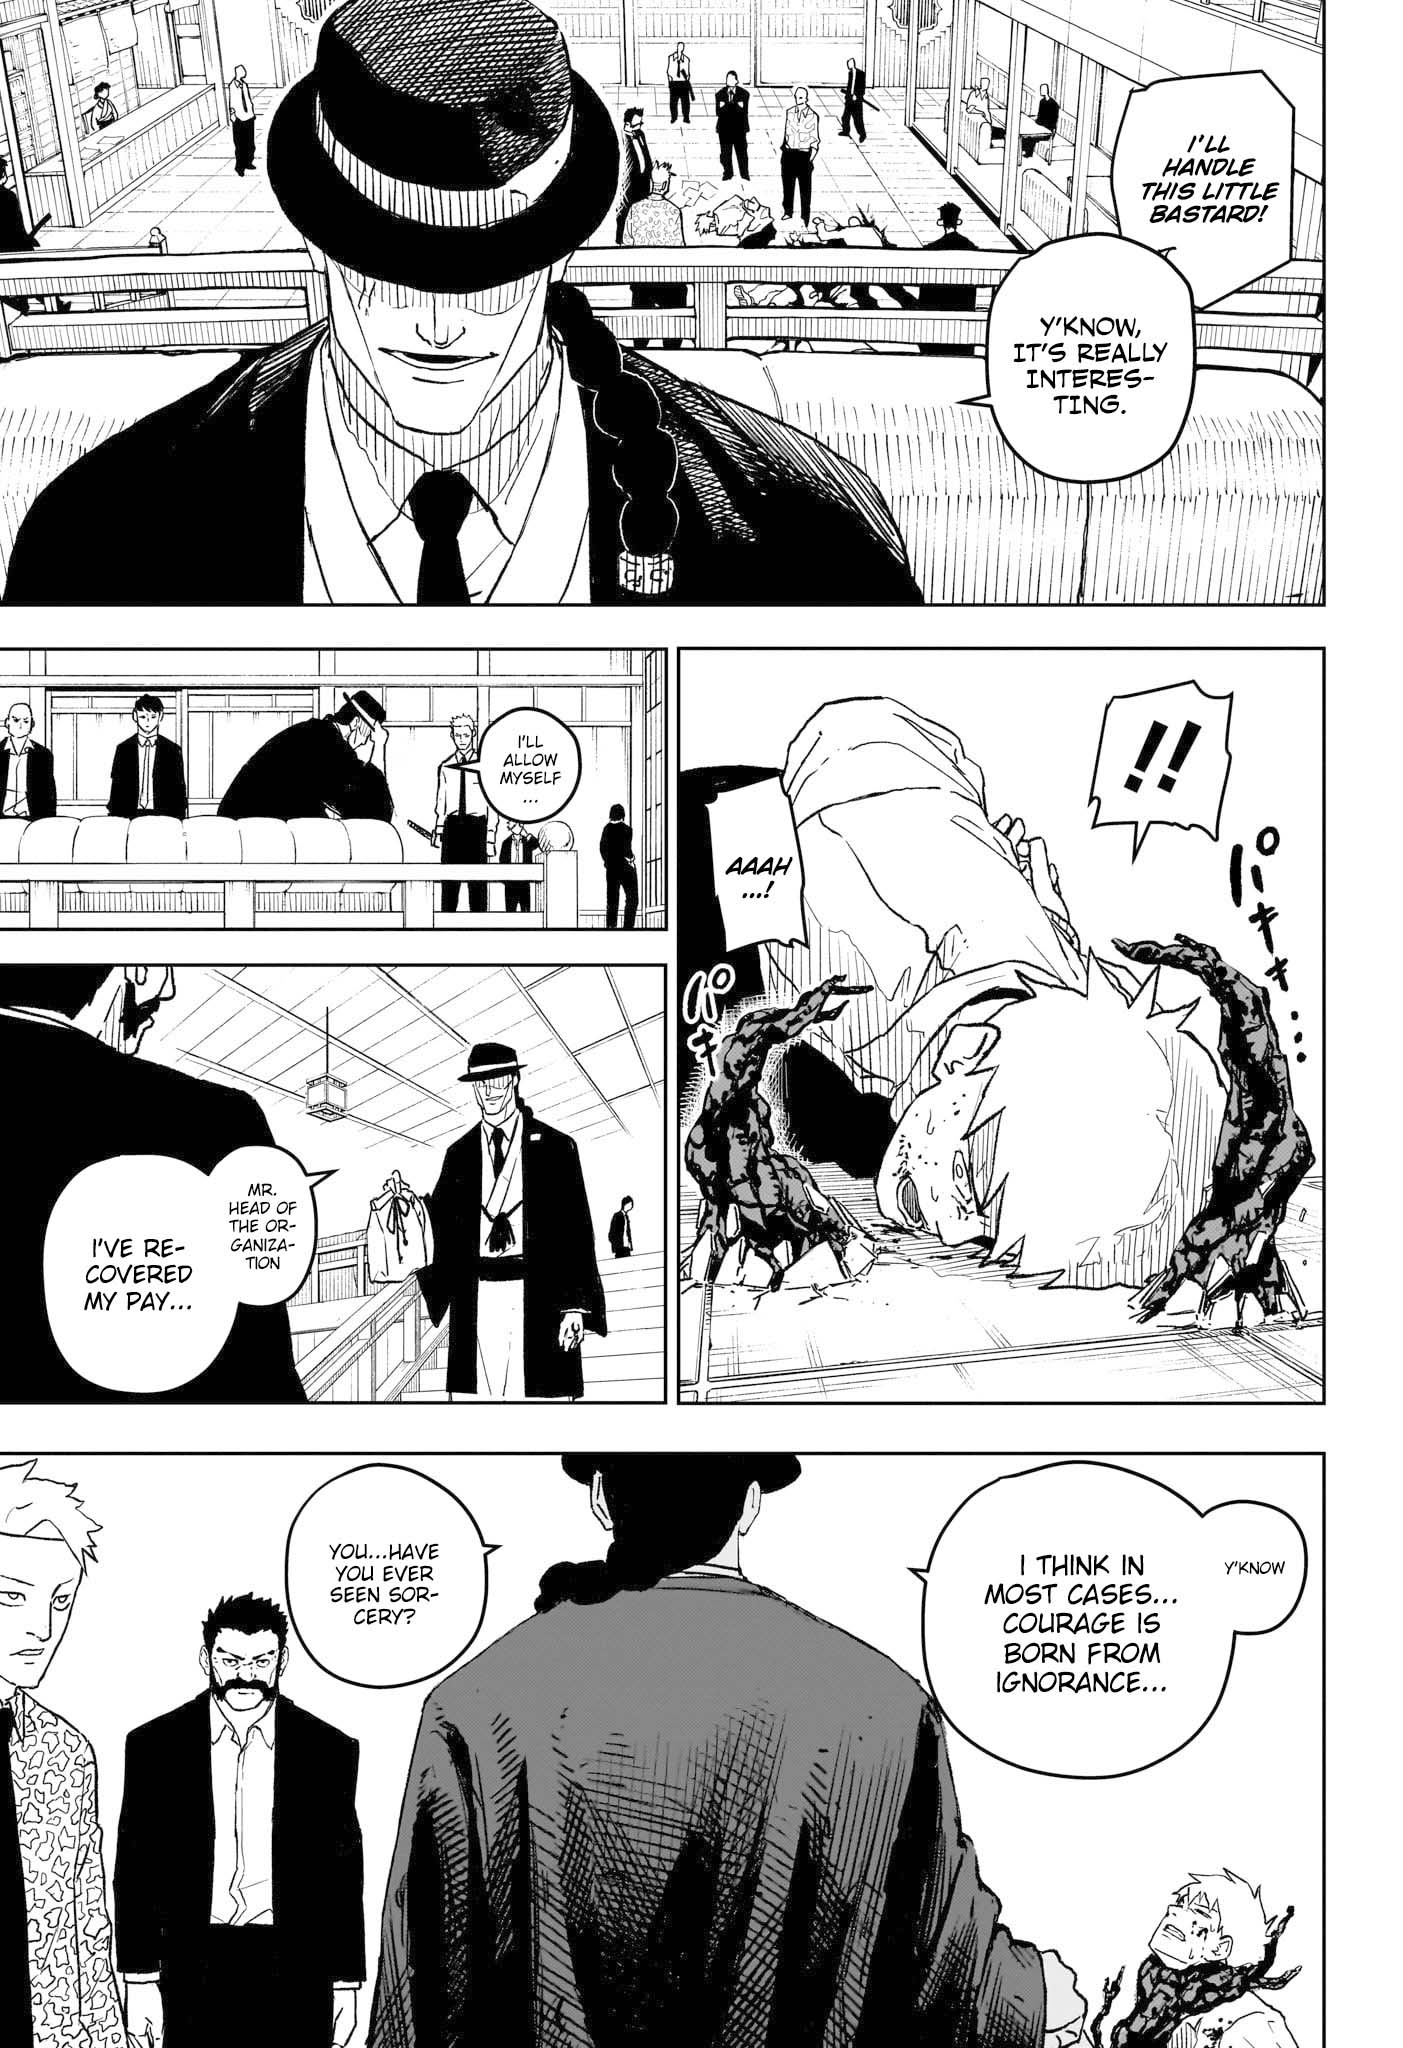 I'LL
HANDLE
THIS LITTLE
BASTARD!
Y'KNOW,
IT'S REALLY
INTERES-
TING.
!!
パキキ...
AAAH
...!
パキ
I'LL
ALLOW
MYSELF
...
MR.
HEAD OF
THE OR-
GANIZA-
TION
I'VE RE-
COVERED
MY PAY...
Y'KNOW
I THINK IN
MOST CASES...
COURAGE IS
BORN FROM
IGNORANCE...
YOU...HAVE
YOU EVER
SEEN SOR-
CERY?